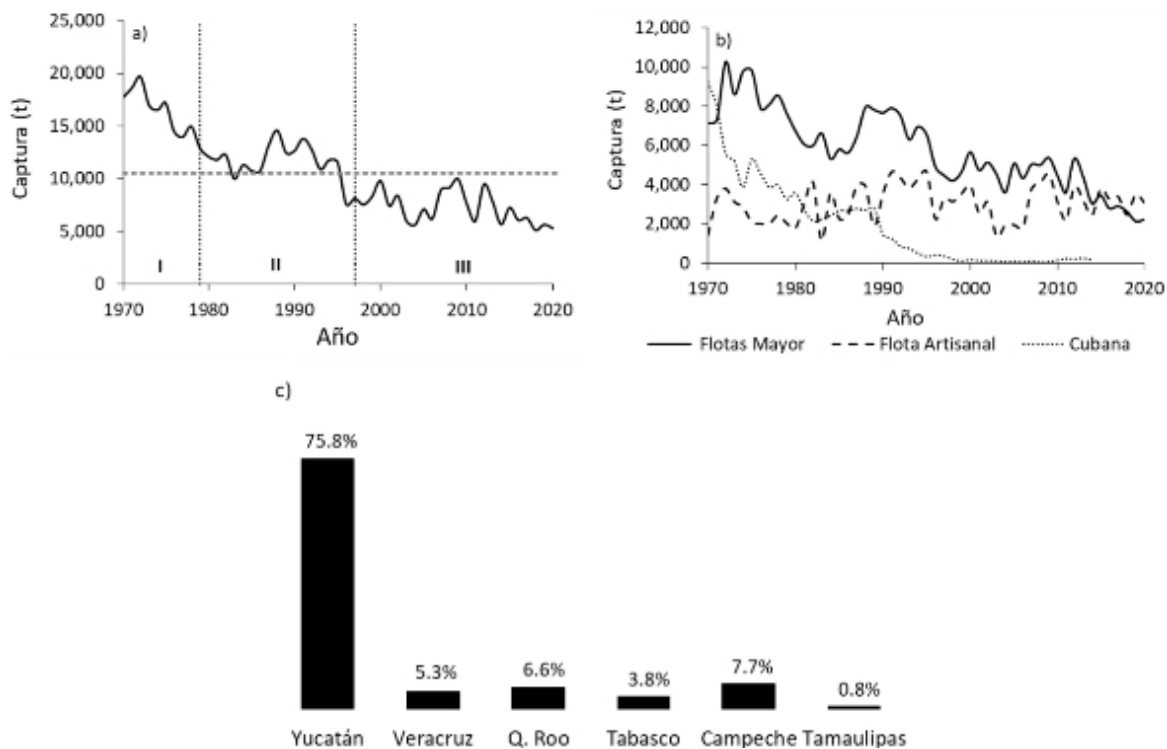 a)
25,000
20,000
15,000
10,000
5,000
0
Captura (t)
I
II
III
1970
1980
1990
2000
2010
2020
Año
b)
12,000
10,000
8,000
6,000
4,000
2,000
0
Captura (t)
1970
1980
1990
2000
2010
2020
Año
Flotas Mayor
Flota Artisanal
Cubana
c)
75.8%
5.3%
6.6%
3.8%
7.7%
0.8%
Yucatán
Veracruz
Q. Roo
Tabasco
Campeche
Tamaulipas